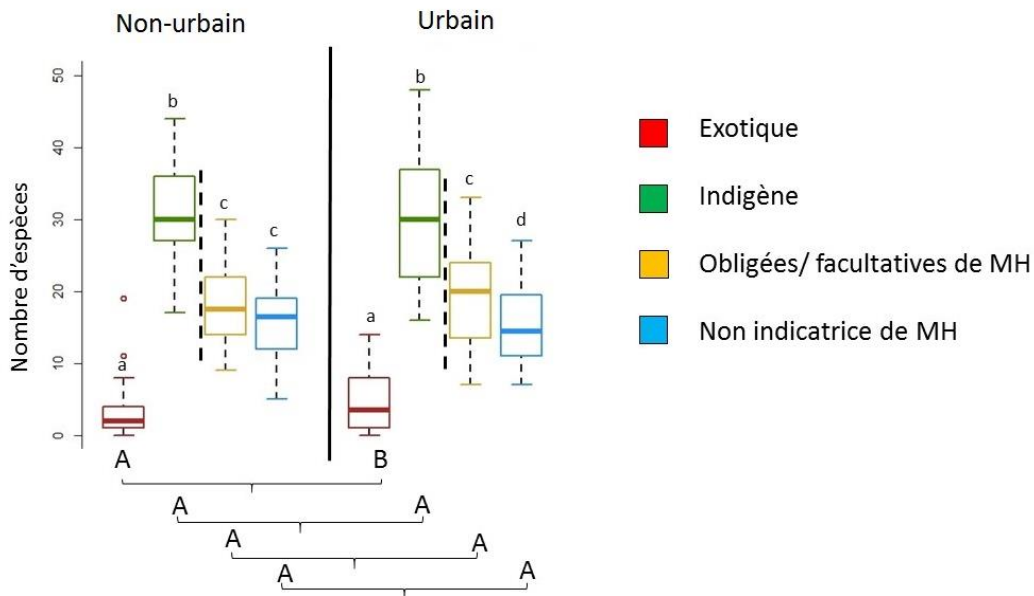 Non-urbain
Urbain
Nombre d'espèces
50
40
30
20
10
0
b
c
c
a
b
c
d
a
A
B
A
A
A
A
A
A
Exotique
Indigène
Obligées/ facultatives de MH
Non indicatrice de MH